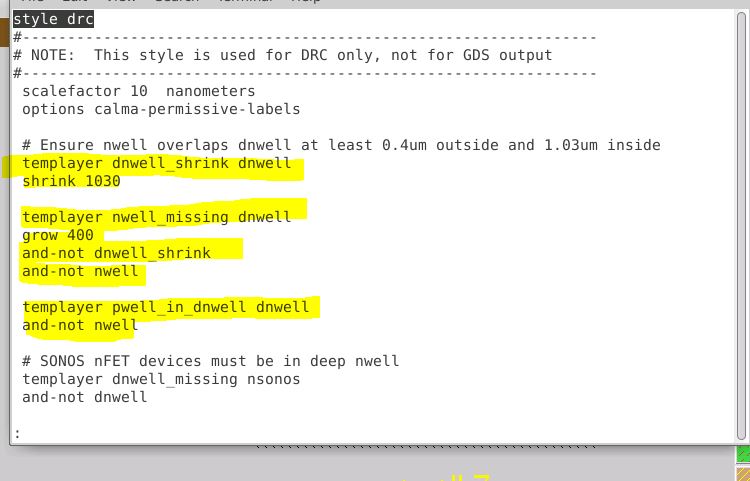 style drc
#----------------------------------------------------------------
# NOTE:  This style is used for DRC only, not for GDS output
#----------------------------------------------------------------
scalefactor 10  nanometers
options calma-permissive-labels
# Ensure nwell overlaps dnwell at least 0.4um outside and 1.03um inside
templayer dnwell_shrink dnwell
shrink 1030
templayer nwell_missing dnwell
grow 400
and-not dnwell_shrink
and-not nwell
templayer pwell_in_dnwell dnwell
and-not nwell
# SONOS nFET devices must be in deep nwell
templayer dnwell_missing nsonos
and-not dnwell
: